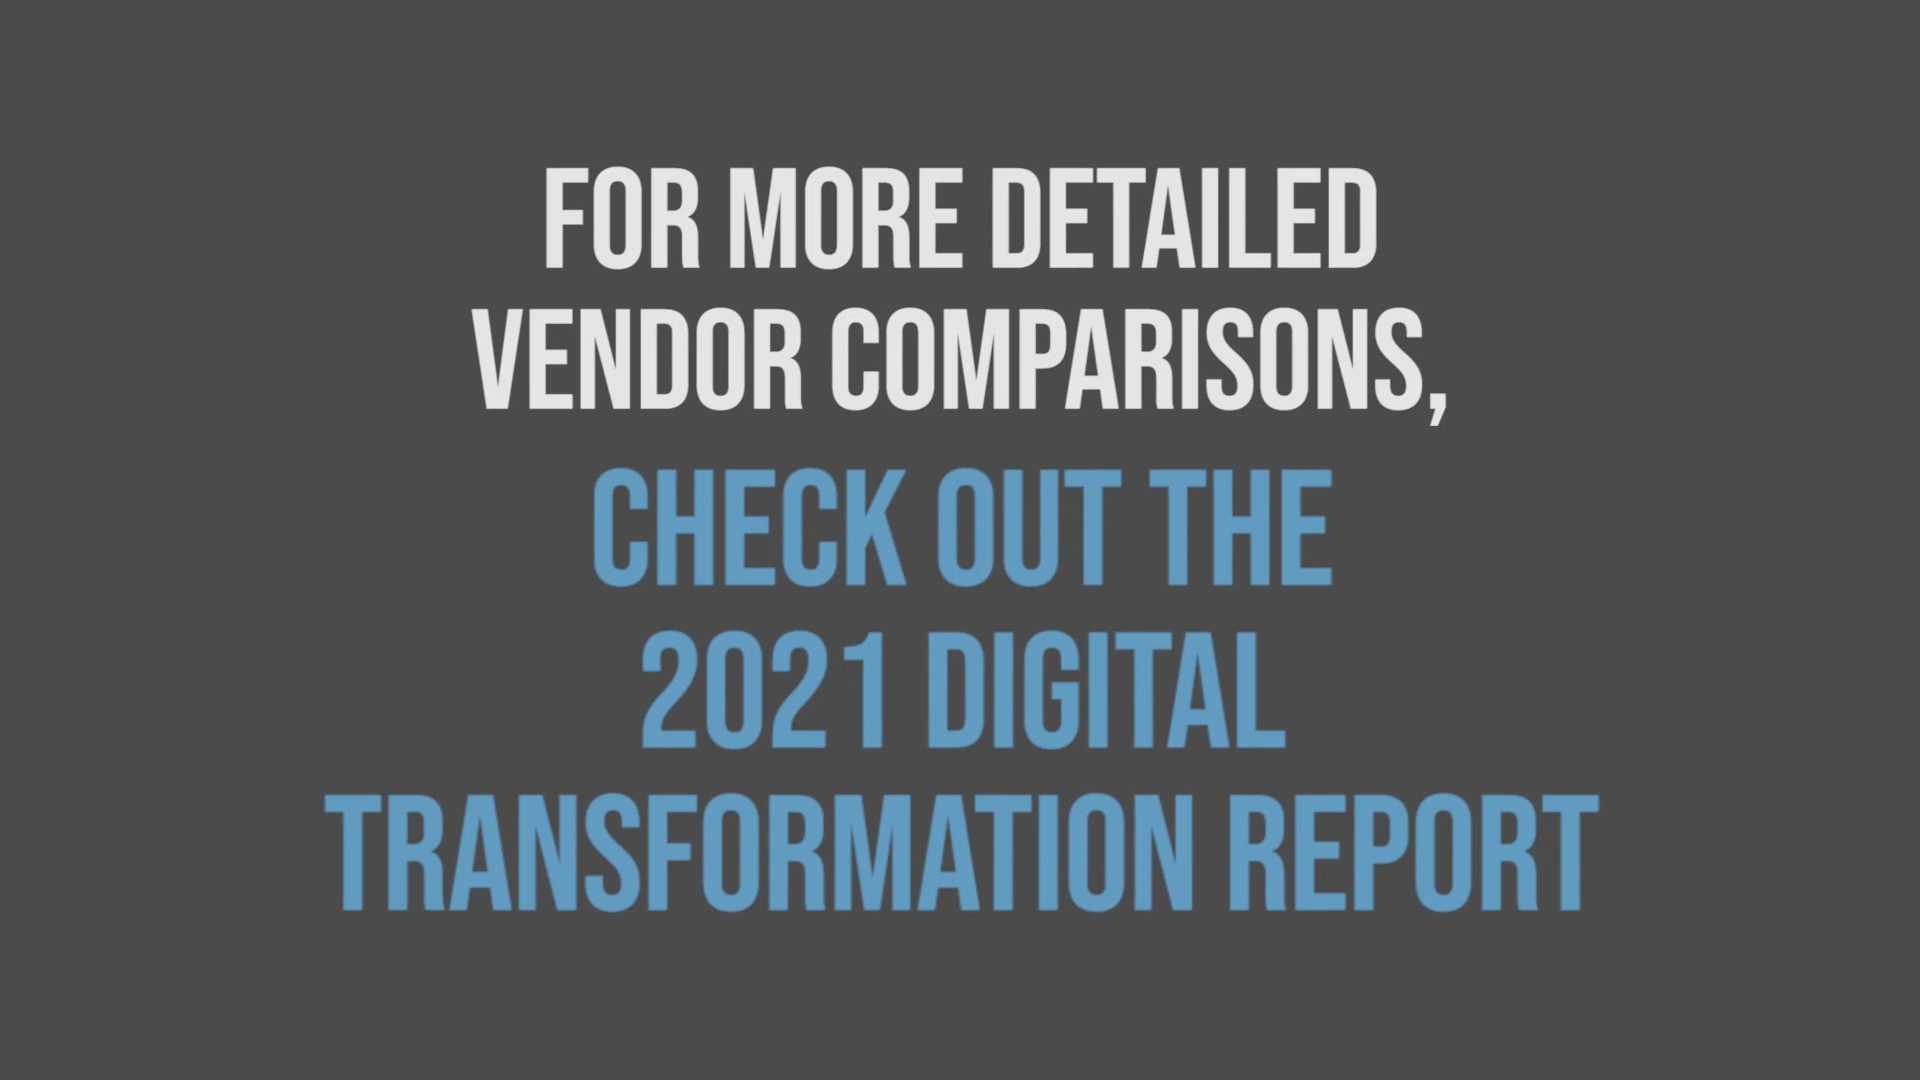 FOR MORE DETAILED
VENDOR COMPARISONS,
CHECK OUT THE
2021 DIGITAL
TRANSFORMATION REPORT